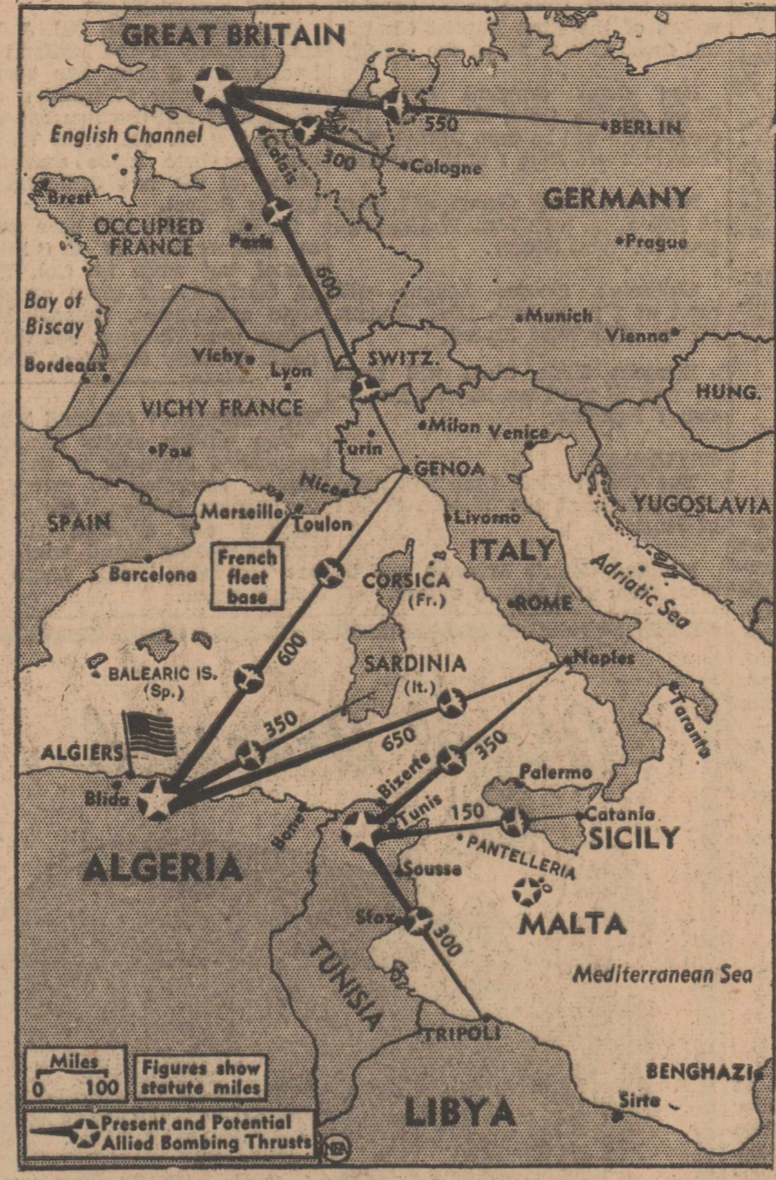 GREAT BRITAIN
English Channel
550
BERLIN
300
Calais
Cologne
Brest
GERMANY
OCCUPIED
FRANCE
Paris
Prague
600
Bay of
Biscay
Munich
Vienna
Bordeaux
Vichy
Lyon
SWITZ.
HUNG.
VICHY FRANCE
Milan
Venice
Turin
Pau
GENOA
Nice
YUGOSLAVIA
SPAIN
Marseille
Toulon
Livorno
ITALY
French
fleet
base
Barcelona
CORSICA
(Fr.)
Adriatic Sea
ROME
600
SARDINIA
(It.)
Naples
BALEARIC IS.
(Sp.)
350
650
350
Taranto
ALGIERS
Bizerte
Palermo
Blida
Tunis
150
Catania
SICILY
Bone
PANTELLERIA
ALGERIA
Sousse
MALTA
Sfax
300
TUNISIA
Mediterranean Sea
TRIPOLI
Miles
0 100
Figures show
statute miles
BENGHAZI
Sirte
LIBYA
Present and Potential
Allied Bombing Thrusts
NEA